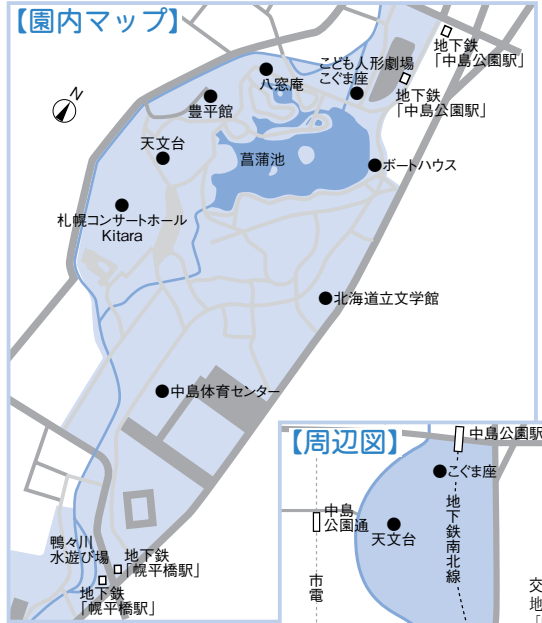 【園内マップ】
N
地下鉄
「中島公園駅」
こども人形劇場
こぐま座
地下鉄
「中島公園駅」
八窓庵
豊平館
天文台
菖蒲池
ボートハウス
札幌コンサートホール
Kitara
北海道立文学館
中島体育センター
鴨々川
水遊び場
地下鉄
「幌平橋駅」
地下鉄
「幌平橋駅」
【周辺図】
中島公園駅
こぐま座
中島
公園通
天文台
地下鉄南北線
市電
交
地